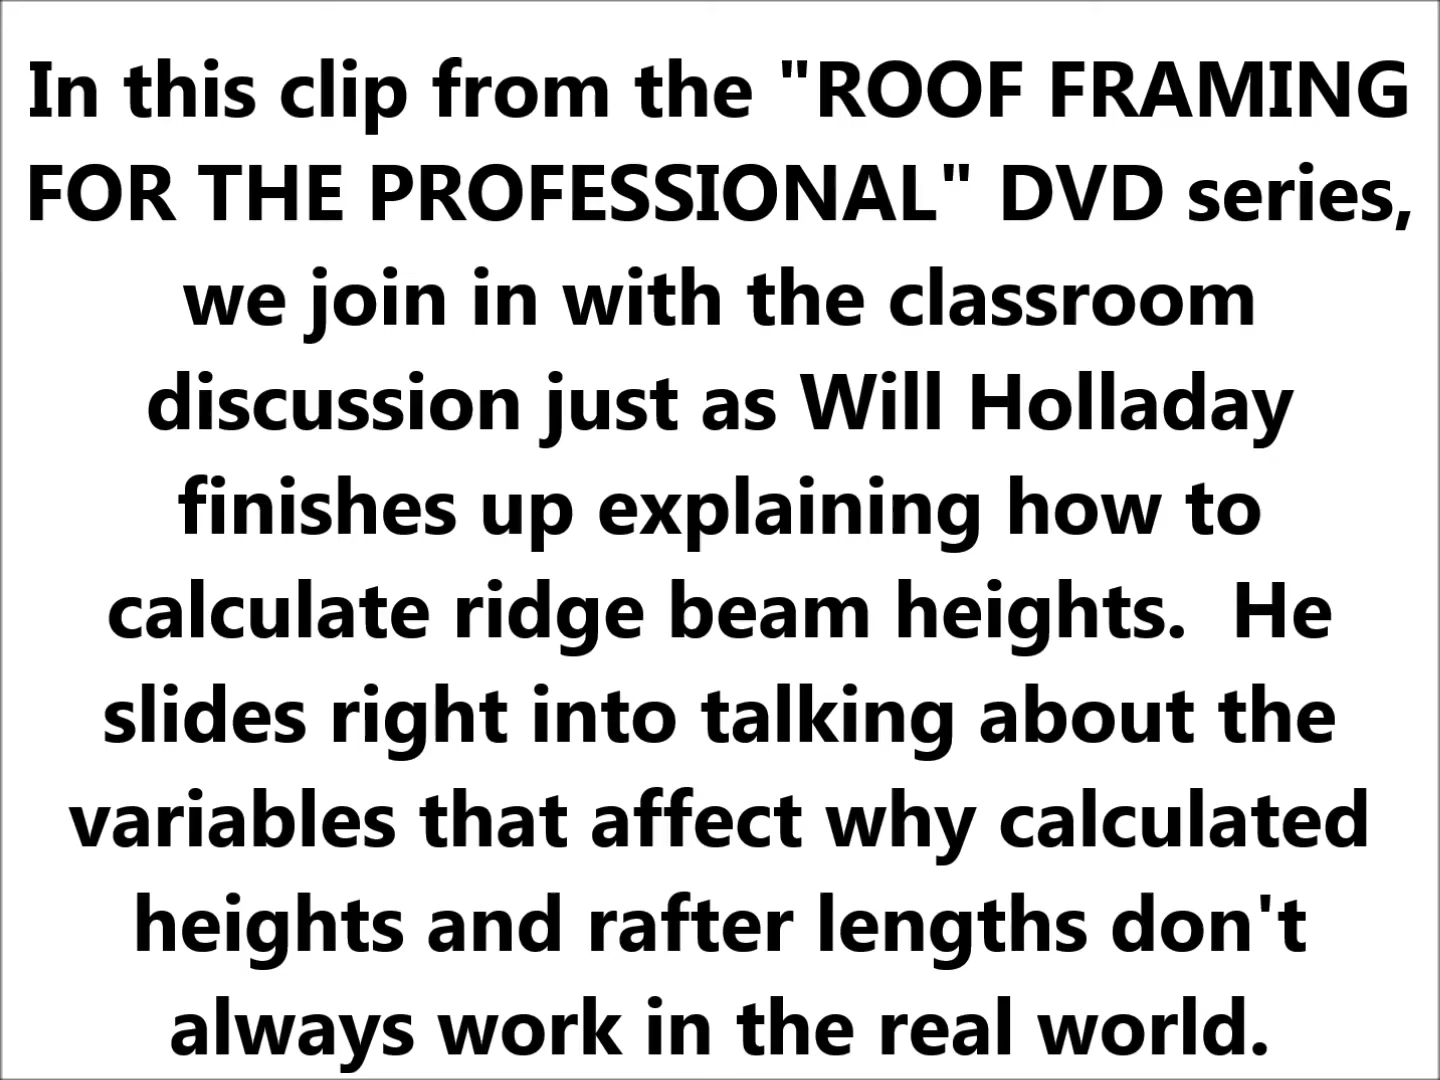 In this clip from the "ROOF FRAMING
FOR THE PROFESSIONAL" DVD series,
we join in with the classroom
discussion just as Will Holladay
finishes up explaining how to
calculate ridge beam heights.  He
slides right into talking about the
variables that affect why calculated
heights and rafter lengths don't
always work in the real world.